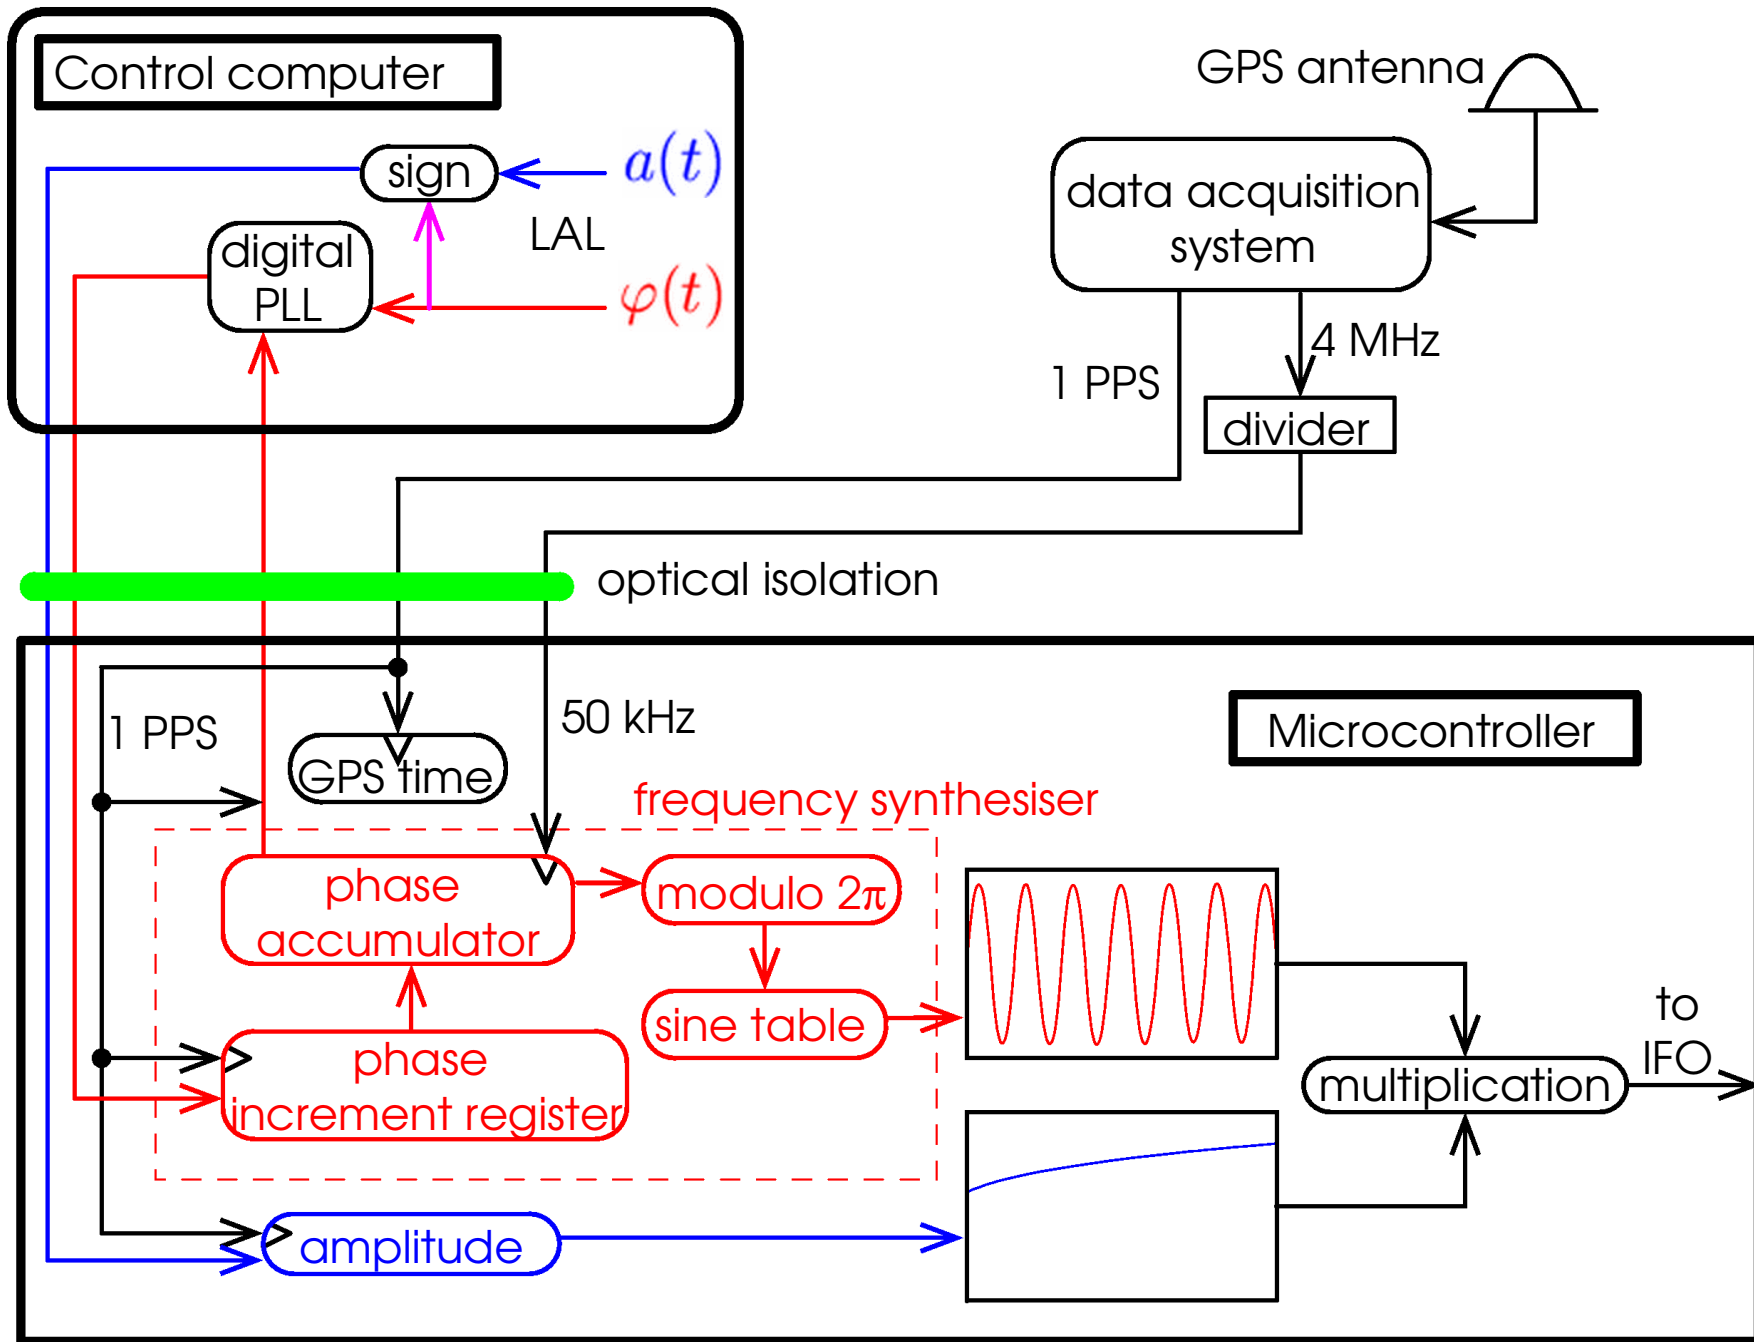 Control computer
GPS antenna
sign
a(t)
data acquisition
system
LAL
digital
PLL
φ(t)
4 MHz
1 PPS
divider
optical isolation
1 PPS
50 kHz
Microcontroller
GPS time
frequency synthesiser
phase
accumulator
modulo 2π
sine table
to
IFO
phase
increment register
multiplication
amplitude